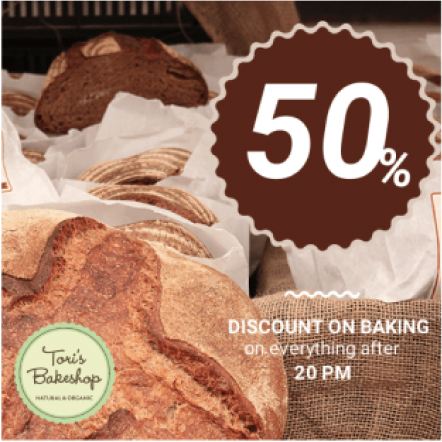 50%
DISCOUNT ON BAKING
on everything after
20 PM
Tori's
Bakeshop
NATURAL & ORGANIC